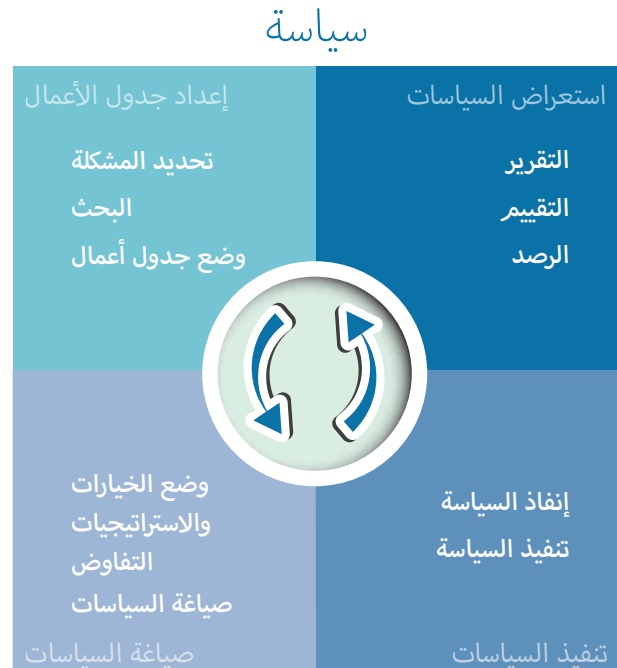 سياسة
استعراض السياسات
التقرير
التقييم
الرصد
إعداد جدول الأعمال
تحديد المشكلة
البحث
وضع جدول أعمال
إنفاذ السياسة
تنفيذ السياسة
تنفيذ السياسات
وضع الخيارات
والاستراتيجيات
التفاوض
صياغة السياسات
صياغة السياسات